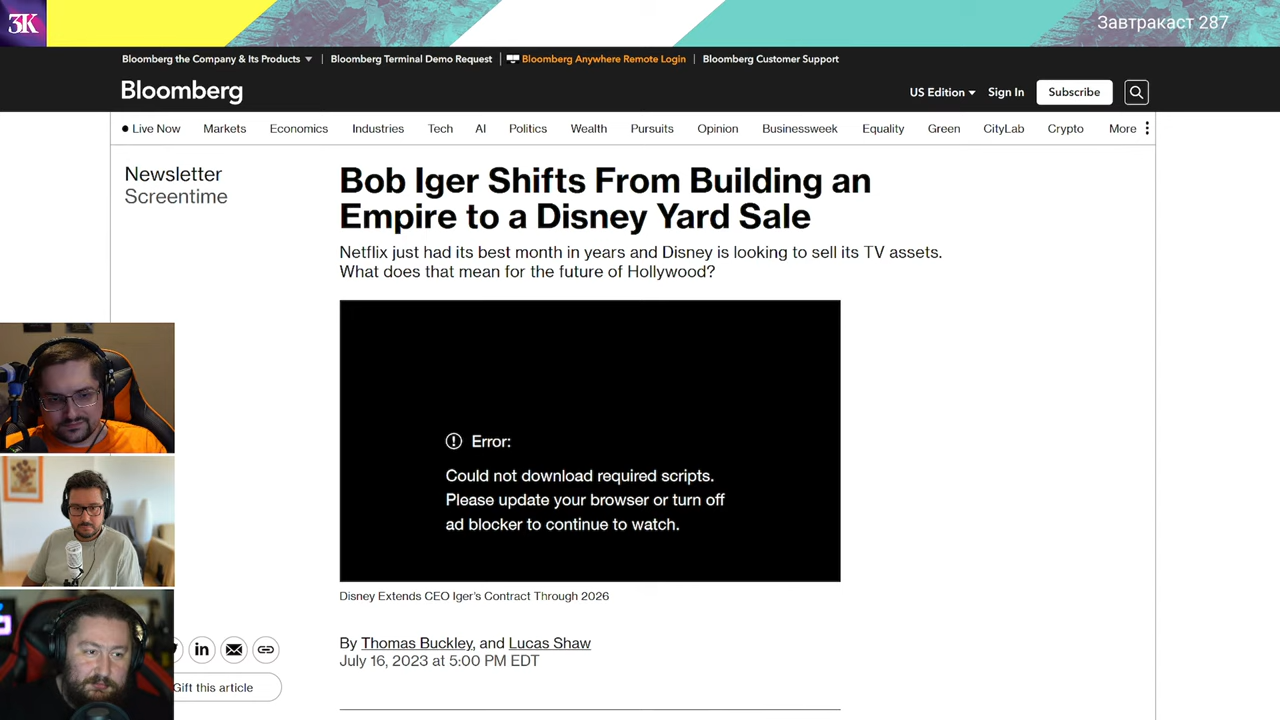 3K
Завтракаст 287
Bloomberg the Company & Its Products
Bloomberg Terminal Demo Request
Bloomberg Anywhere Remote Login
Bloomberg Customer Support
Bloomberg
US Edition
Sign In
Subscribe
Live Now
Markets
Economics
Industries
Tech
AI
Politics
Wealth
Pursuits
Opinion
Businessweek
Equality
Green
CityLab
Crypto
More
Newsletter
Screentime
Bob Iger Shifts From Building an
Empire to a Disney Yard Sale
Netflix just had its best month in years and Disney is looking to sell its TV assets.
What does that mean for the future of Hollywood?
Error:
Could not download required scripts.
Please update your browser or turn off
ad blocker to continue to watch.
Disney Extends CEO Iger's Contract Through 2026
By Thomas Buckley, and Lucas Shaw
July 16, 2023 at 5:00 PM EDT
in
Gift this article